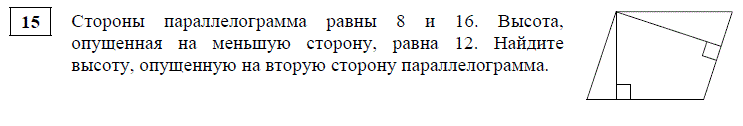 15
Стороны параллелограмма равны 8 и 16. Высота,
опущенная на меньшую сторону, равна 12. Найдите
высоту, опущенную на вторую сторону параллелограмма.